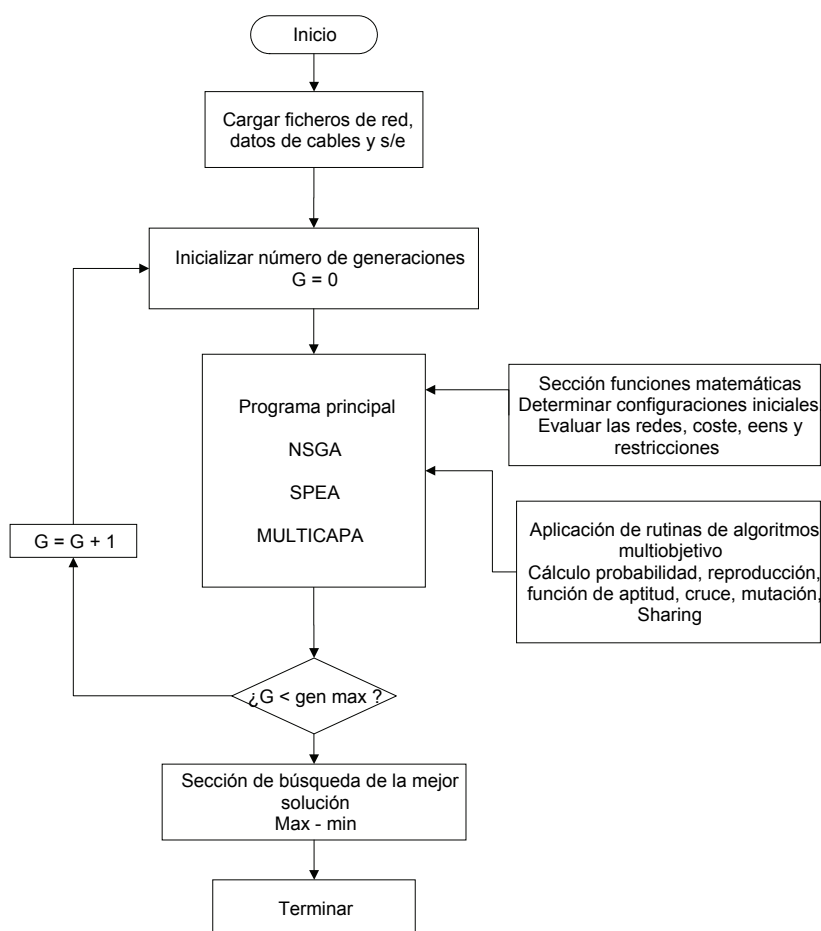 Inicio
Cargar ficheros de red,
datos de cables y s/e
Inicializar número de generaciones
G = 0
Programa principal
NSGA
SPEA
MULTICAPA
Sección funciones matemáticas
Determinar configuraciones iniciales
Evaluar las redes, coste, eens y
restricciones
Aplicación de rutinas de algoritmos
multiobjetivo
Cálculo probabilidad, reproducción,
función de aptitud, cruce, mutación,
Sharing
G = G + 1
¿G < gen max ?
Sección de búsqueda de la mejor
solución
Max - min
Terminar